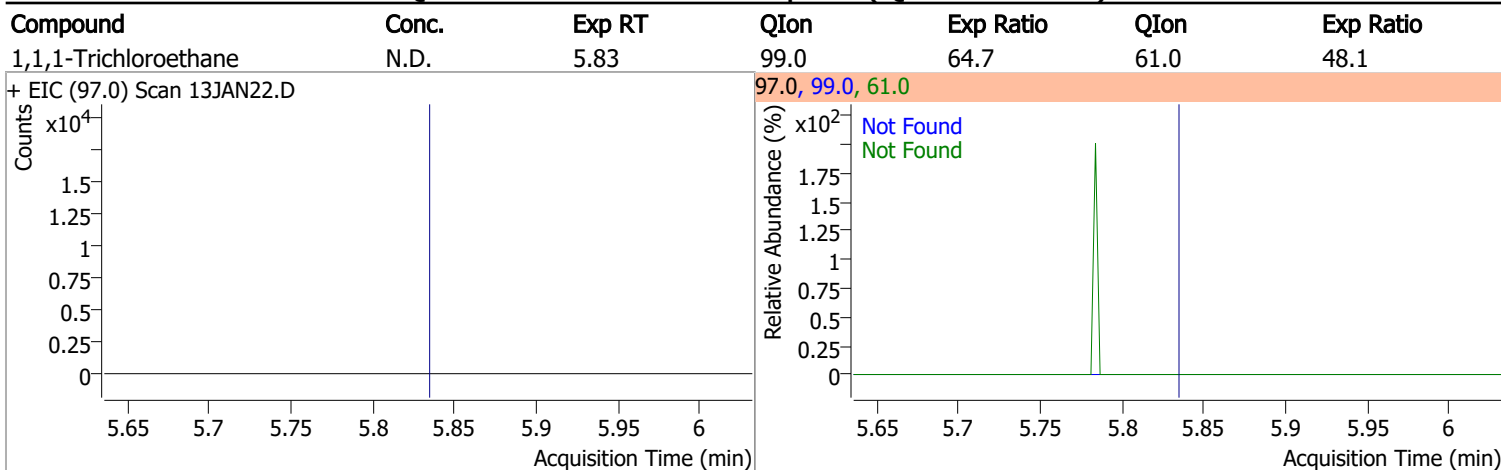 Compound Conc. Exp RT QIon Exp Ratio QIon Exp Ratio
1,1,1-Trichloroethane N.D. 5.83 99.0 64.7 61.0 48.1
+ EIC (97.0) Scan 13JAN22.D
Counts
x10⁴
1.5
1.25
1
0.75
0.5
0.25
0
5.65 5.7 5.75 5.8 5.85 5.9 5.95 6
Acquisition Time (min)
97.0, 99.0, 61.0
Relative Abundance (%)
x10²
Not Found
Not Found
1.75
1.5
1.25
1
0.75
0.5
0.25
0
5.65 5.7 5.75 5.8 5.85 5.9 5.95 6
Acquisition Time (min)